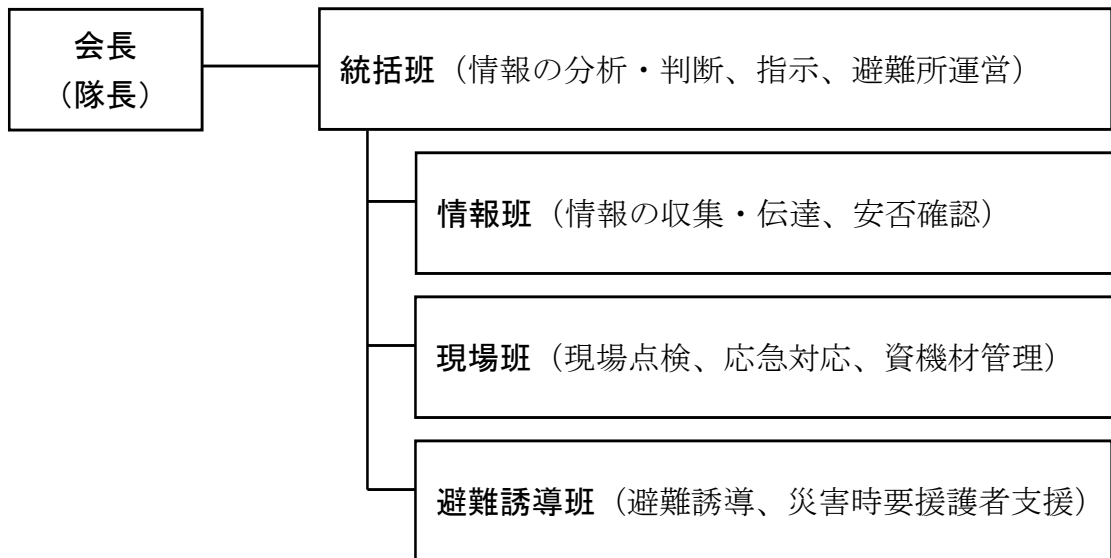 会長
（隊長）
統括班（情報の分析・判断、指示、避難所運営）
情報班（情報の収集・伝達、安否確認）
現場班（現場点検、応急対応、資機材管理）
避難誘導班（避難誘導、災害時要援護者支援）